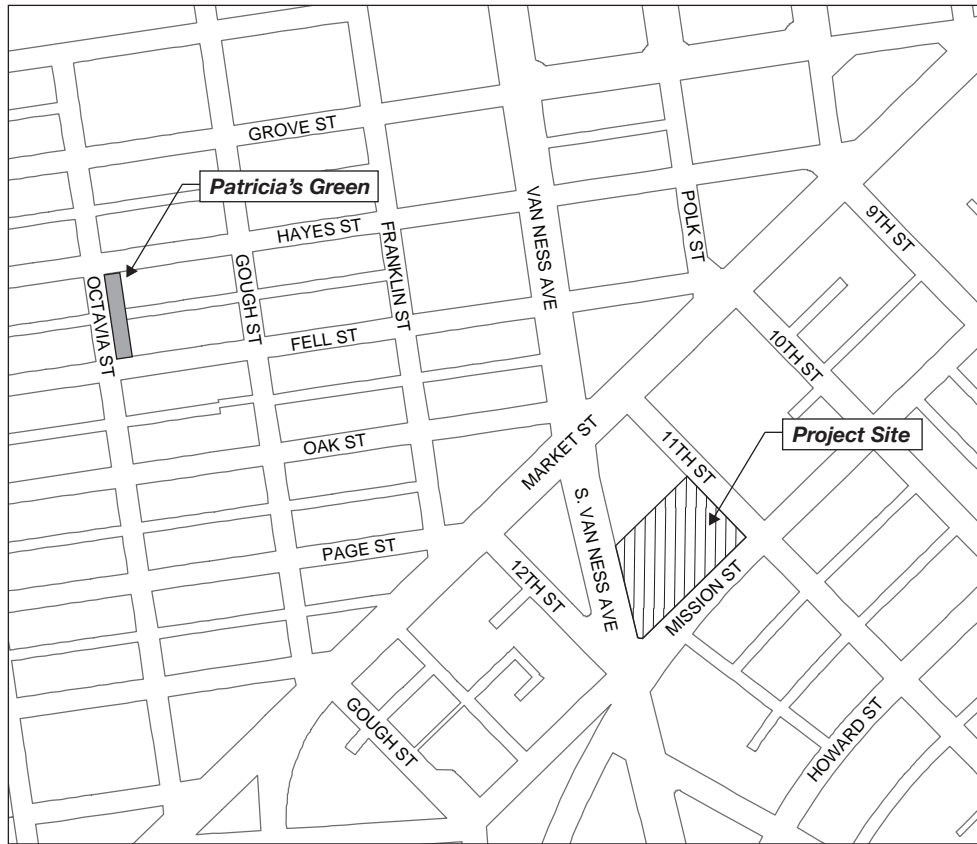 GROVE ST
Patricia's Green
HAYES ST
VAN NESS AVE
POLK ST
9TH ST
FRANKLIN ST
GOUGH ST
OCTAVIA ST
FELL ST
10TH ST
MARKET ST
11TH ST
Project Site
OAK ST
S. VAN NESS AVE
PAGE ST
12TH ST
MISSION ST
GOUGH ST
HOWARD ST